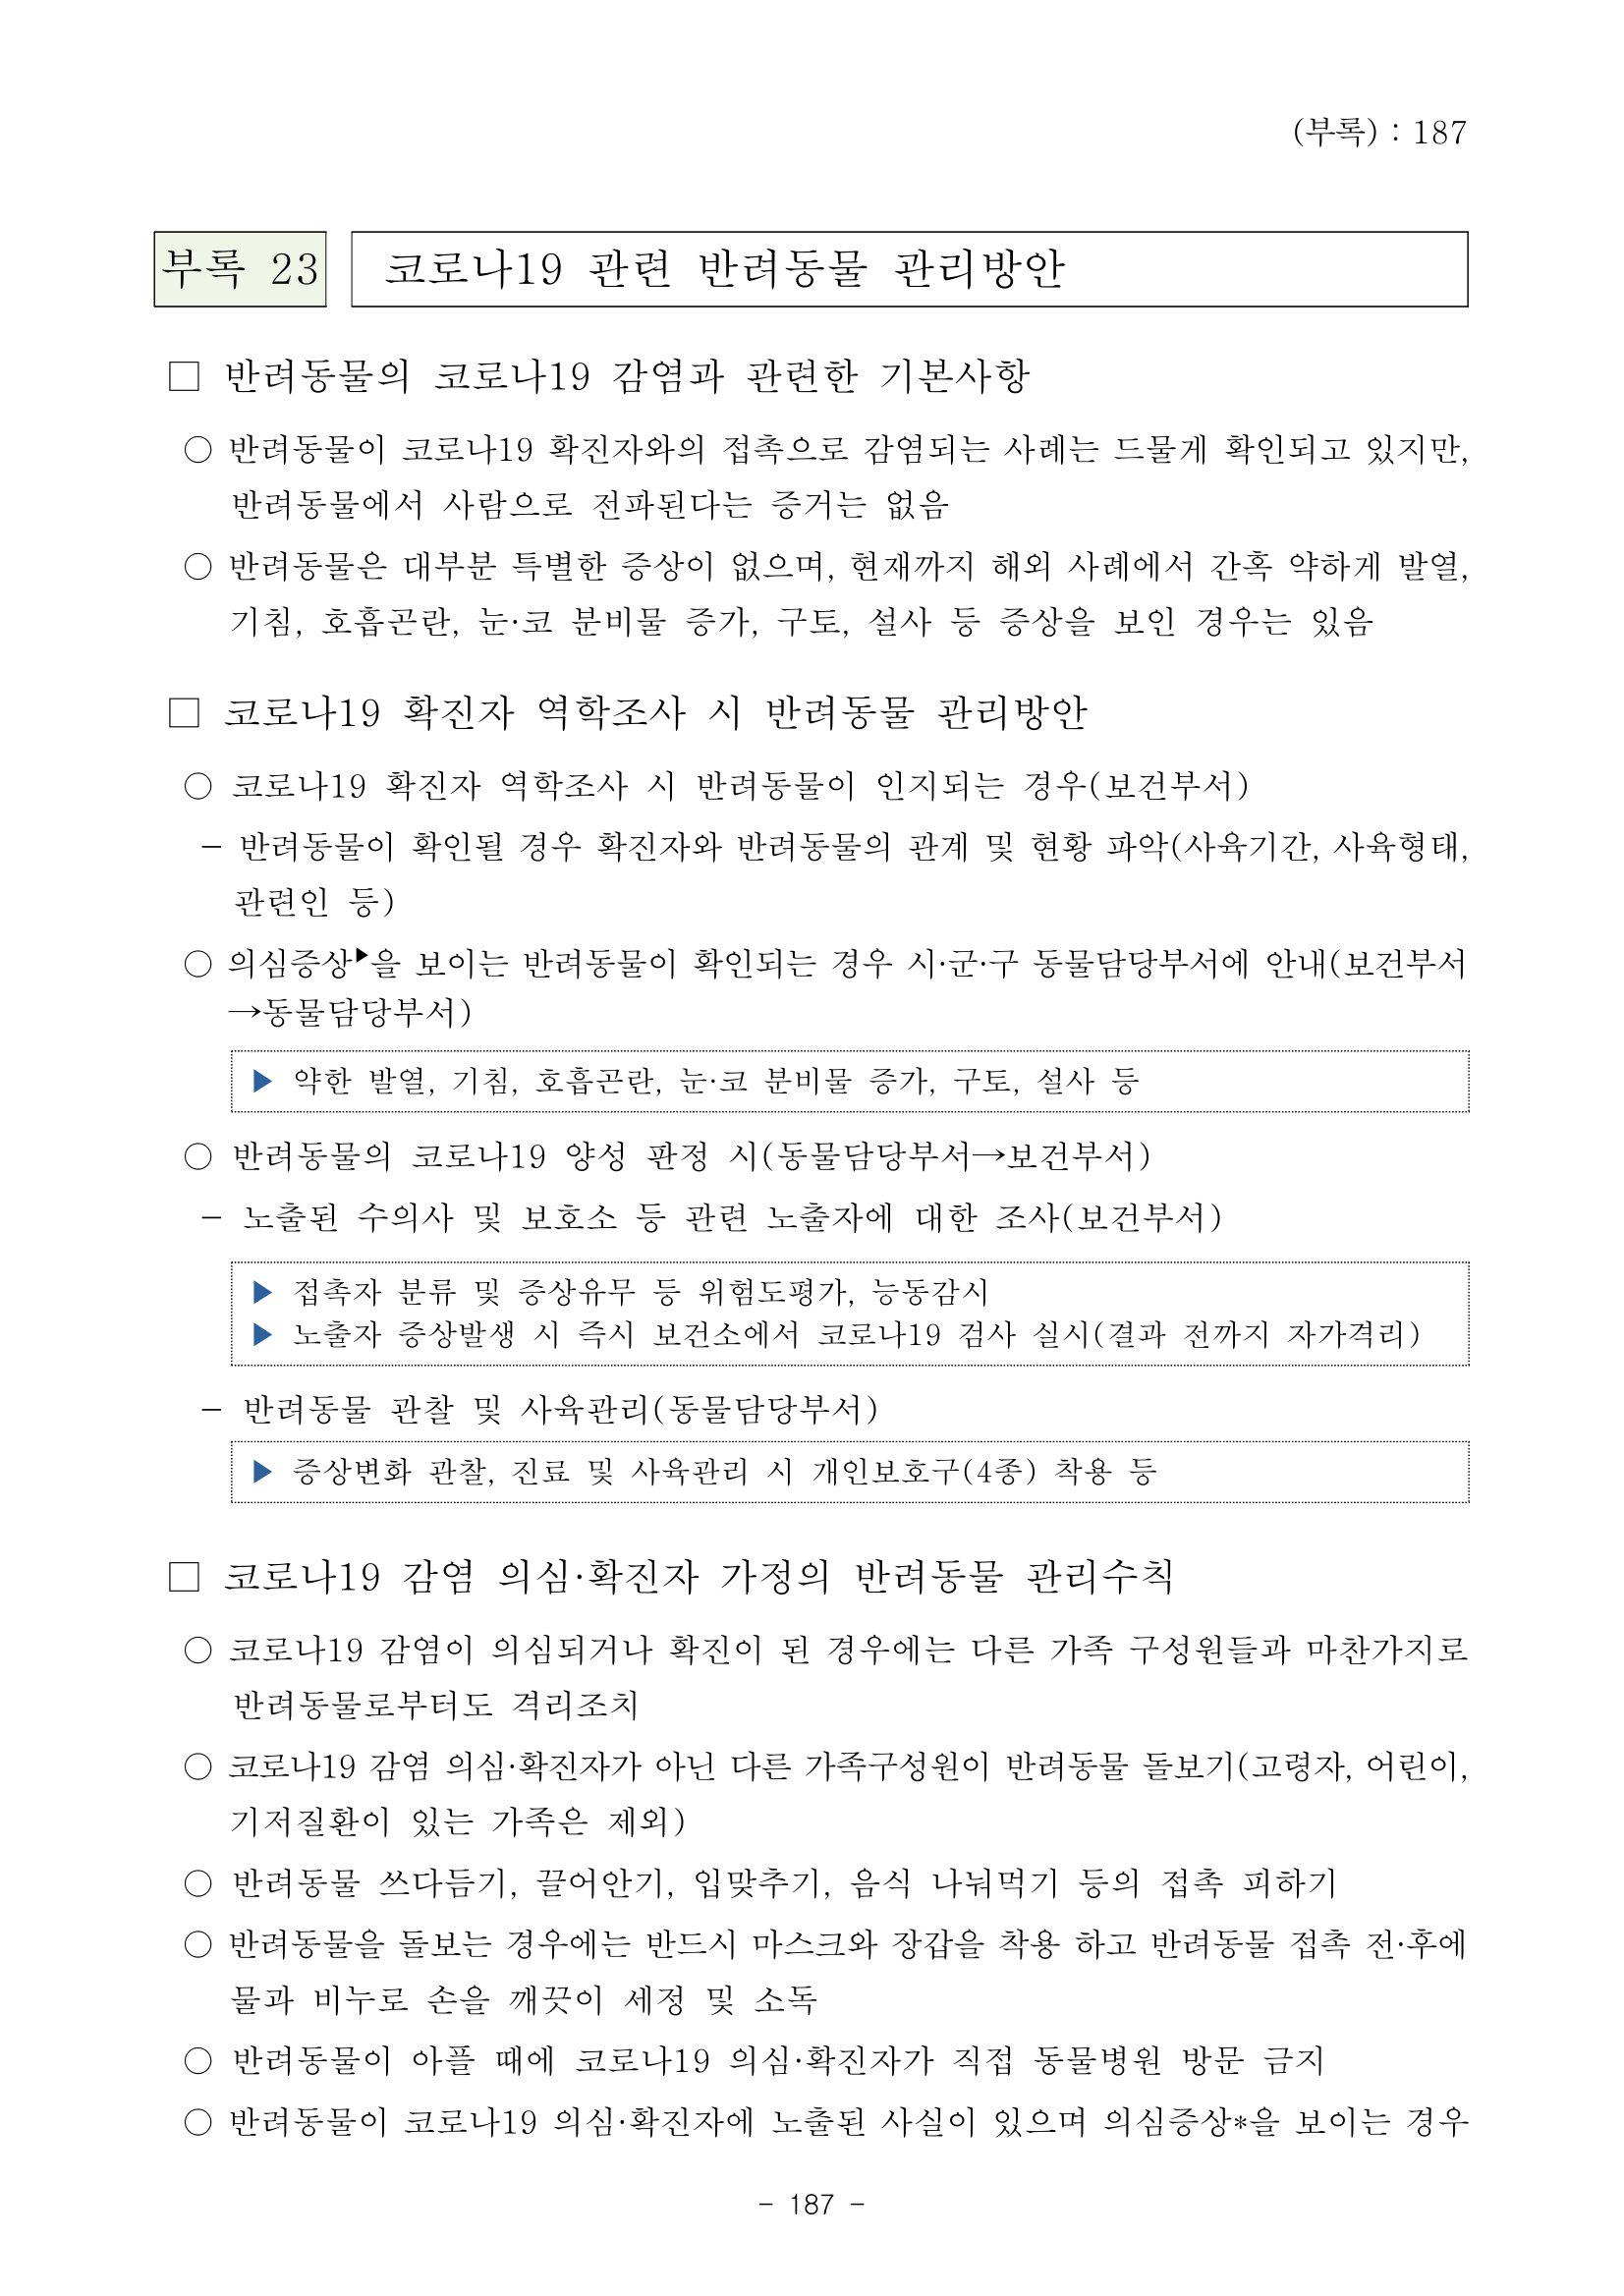 (부록) : 187
부록 23 코로나19 관련 반려동물 관리방안
□ 반려동물의 코로나19 감염과 관련한 기본사항
○ 반려동물이 코로나19 확진자와의 접촉으로 감염되는 사례는 드물게 확인되고 있지만,
반려동물에서 사람으로 전파된다는 증거는 없음
○ 반려동물은 대부분 특별한 증상이 없으며, 현재까지 해외 사례에서 간혹 약하게 발열,
기침, 호흡곤란, 눈·코 분비물 증가, 구토, 설사 등 증상을 보인 경우는 있음
□ 코로나19 확진자 역학조사 시 반려동물 관리방안
○ 코로나19 확진자 역학조사 시 반려동물이 인지되는 경우(보건부서)
- 반려동물이 확인될 경우 확진자와 반려동물의 관계 및 현황 파악(사육기간, 사육형태,
관련인 등)
○ 의심증상▶을 보이는 반려동물이 확인되는 경우 시·군·구 동물담당부서에 안내(보건부서
→동물담당부서)
▶ 약한 발열, 기침, 호흡곤란, 눈·코 분비물 증가, 구토, 설사 등
○ 반려동물의 코로나19 양성 판정 시(동물담당부서→보건부서)
- 노출된 수의사 및 보호소 등 관련 노출자에 대한 조사(보건부서)
▶ 접촉자 분류 및 증상유무 등 위험도평가, 능동감시
▶ 노출자 증상발생 시 즉시 보건소에서 코로나19 검사 실시(결과 전까지 자가격리)
- 반려동물 관찰 및 사육관리(동물담당부서)
▶ 증상변화 관찰, 진료 및 사육관리 시 개인보호구(4종) 착용 등
□ 코로나19 감염 의심·확진자 가정의 반려동물 관리수칙
○ 코로나19 감염이 의심되거나 확진이 된 경우에는 다른 가족 구성원들과 마찬가지로
반려동물로부터도 격리조치
○ 코로나19 감염 의심·확진자가 아닌 다른 가족구성원이 반려동물 돌보기(고령자, 어린이,
기저질환이 있는 가족은 제외)
○ 반려동물 쓰다듬기, 끌어안기, 입맞추기, 음식 나눠먹기 등의 접촉 피하기
○ 반려동물을 돌보는 경우에는 반드시 마스크와 장갑을 착용 하고 반려동물 접촉 전·후에
물과 비누로 손을 깨끗이 세정 및 소독
○ 반려동물이 아플 때에 코로나19 의심·확진자가 직접 동물병원 방문 금지
○ 반려동물이 코로나19 의심·확진자에 노출된 사실이 있으며 의심증상*을 보이는 경우
- 187 -